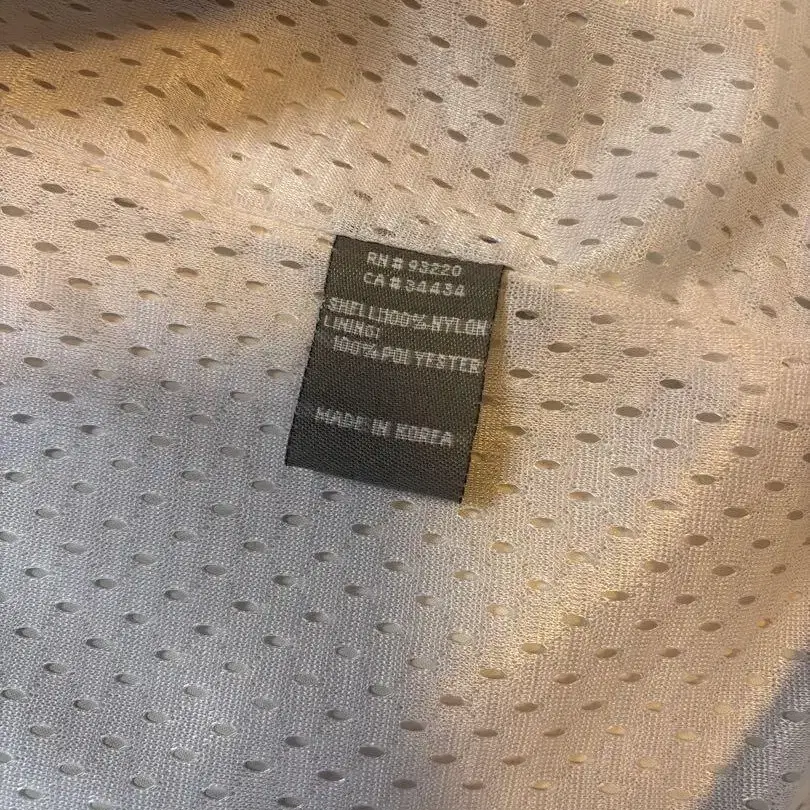 RN # 93220
CA # 34434
SHELL:100% NYLON
LINING:
100% POLYESTER
MADE IN KOREA